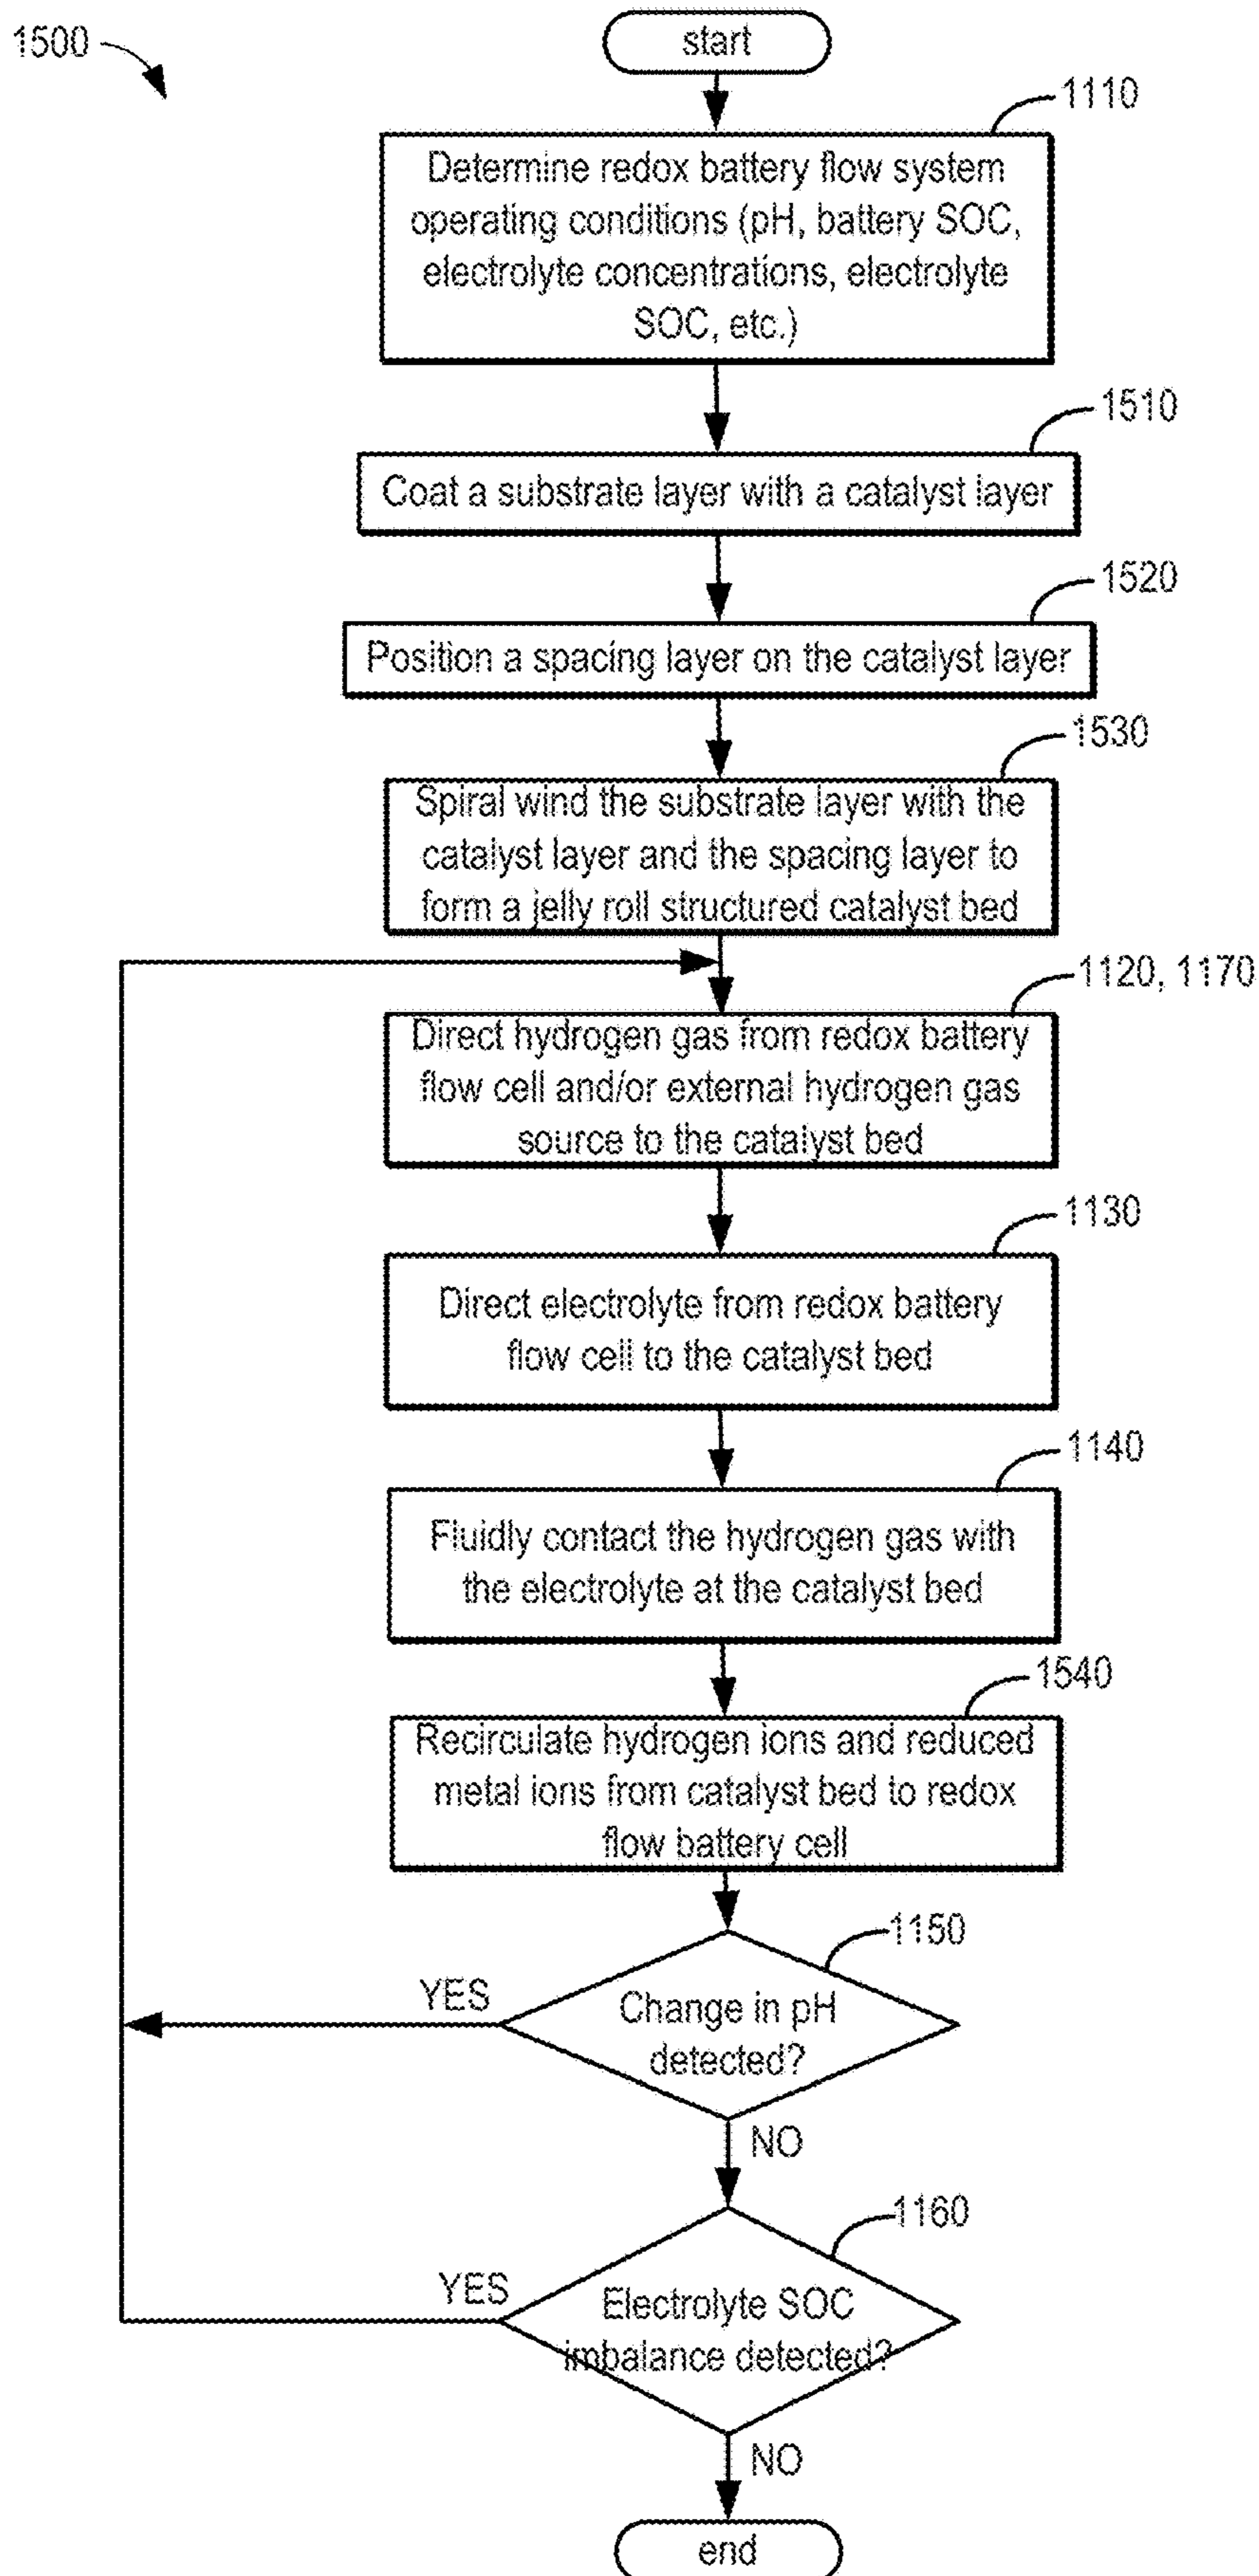 1500
start
1110
Determine redox battery flow system
operating conditions (pH, battery SOC,
electrolyte concentrations, electrolyte
SOC, etc.)
1510
Coat a substrate layer with a catalyst layer
1520
Position a spacing layer on the catalyst layer
1530
Spiral wind the substrate layer with the
catalyst layer and the spacing layer to
form a jelly roll structured catalyst bed
1120, 1170
Direct hydrogen gas from redox battery
flow cell and/or external hydrogen gas
source to the catalyst bed
1130
Direct electrolyte from redox battery
flow cell to the catalyst bed
1140
Fluidly contact the hydrogen gas with
the electrolyte at the catalyst bed
1540
Recirculate hydrogen ions and reduced
metal ions from catalyst bed to redox
flow battery cell
1150
YES
Change in pH
detected?
NO
1160
YES
Electrolyte SOC
imbalance detected?
NO
end